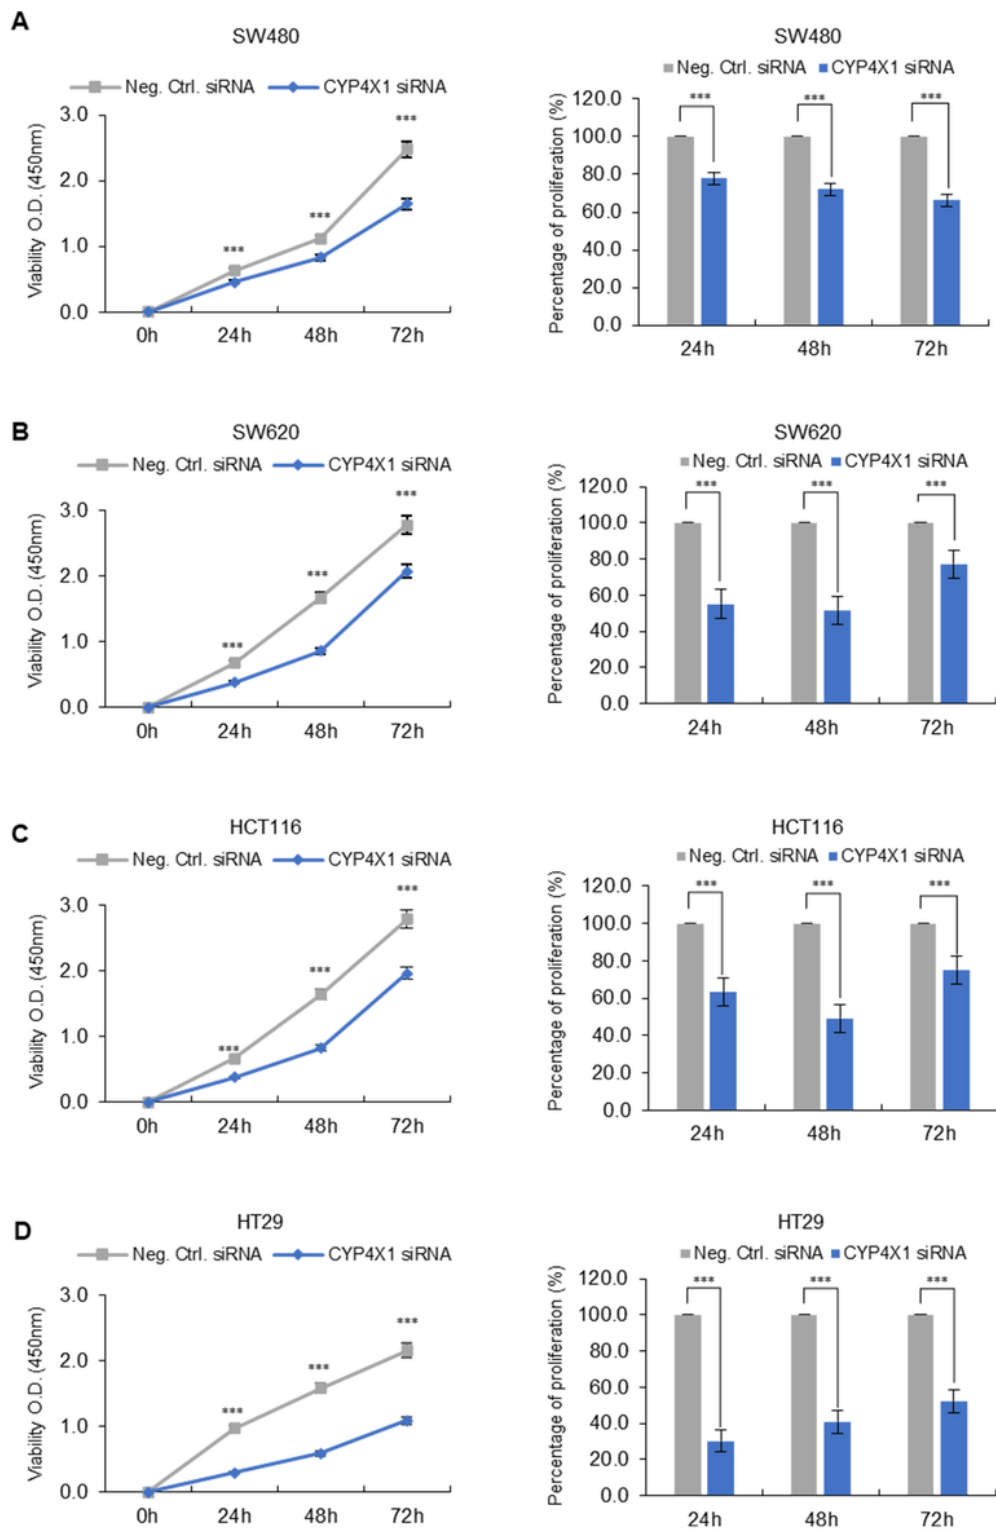 A
SW480
Neg. Ctrl. siRNA CYP4X1 siRNA
Viability O.D. (450nm)
3.0
2.0
1.0
0.0
*** *** ***
0h 24h 48h 72h
SW480
Neg. Ctrl. siRNA CYP4X1 siRNA
Percentage of proliferation (%)
120.0
100.0
80.0
60.0
40.0
20.0
0.0
*** *** ***
24h 48h 72h
B
SW620
Neg. Ctrl. siRNA CYP4X1 siRNA
Viability O.D. (450nm)
3.0
2.0
1.0
0.0
*** *** ***
0h 24h 48h 72h
SW620
Neg. Ctrl. siRNA CYP4X1 siRNA
Percentage of proliferation (%)
120.0
100.0
80.0
60.0
40.0
20.0
0.0
*** *** ***
24h 48h 72h
C
HCT116
Neg. Ctrl. siRNA CYP4X1 siRNA
Viability O.D. (450nm)
3.0
2.0
1.0
0.0
*** *** ***
0h 24h 48h 72h
HCT116
Neg. Ctrl. siRNA CYP4X1 siRNA
Percentage of proliferation (%)
120.0
100.0
80.0
60.0
40.0
20.0
0.0
*** *** ***
24h 48h 72h
D
HT29
Neg. Ctrl. siRNA CYP4X1 siRNA
Viability O.D. (450nm)
3.0
2.0
1.0
0.0
*** *** ***
0h 24h 48h 72h
HT29
Neg. Ctrl. siRNA CYP4X1 siRNA
Percentage of proliferation (%)
120.0
100.0
80.0
60.0
40.0
20.0
0.0
*** *** ***
24h 48h 72h